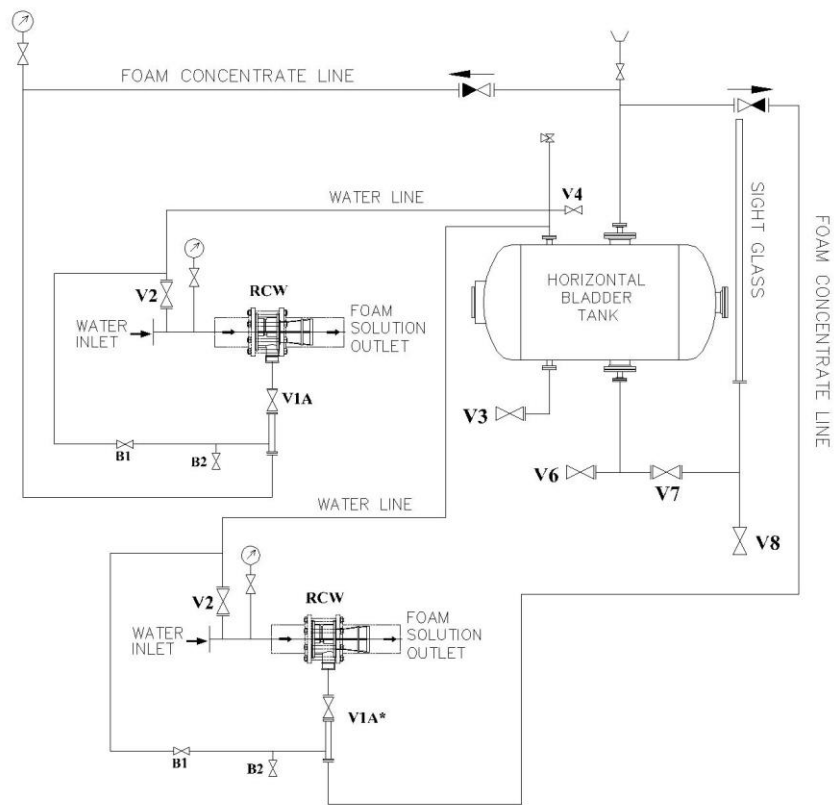 FOAM CONCENTRATE LINE
WATER LINE
V4
V2
RCW
WATER
INLET
FOAM
SOLUTION
OUTLET
HORIZONTAL
BLADDER
TANK
SIGHT GLASS
FOAM CONCENTRATE LINE
V1A
V3
B1
B2
V6
V7
V8
WATER LINE
V2
RCW
WATER
INLET
FOAM
SOLUTION
OUTLET
V1A*
B1
B2